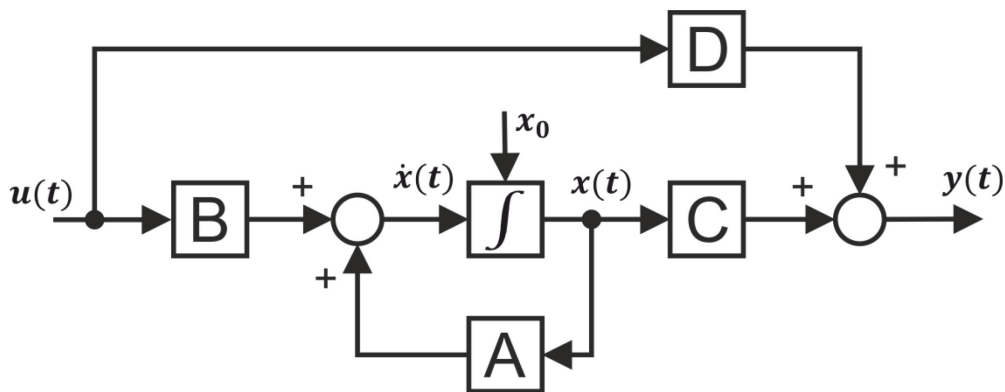 D
x₀
+
u(t)
B
+
ẋ(t)
∫
x(t)
C
+
y(t)
+
A